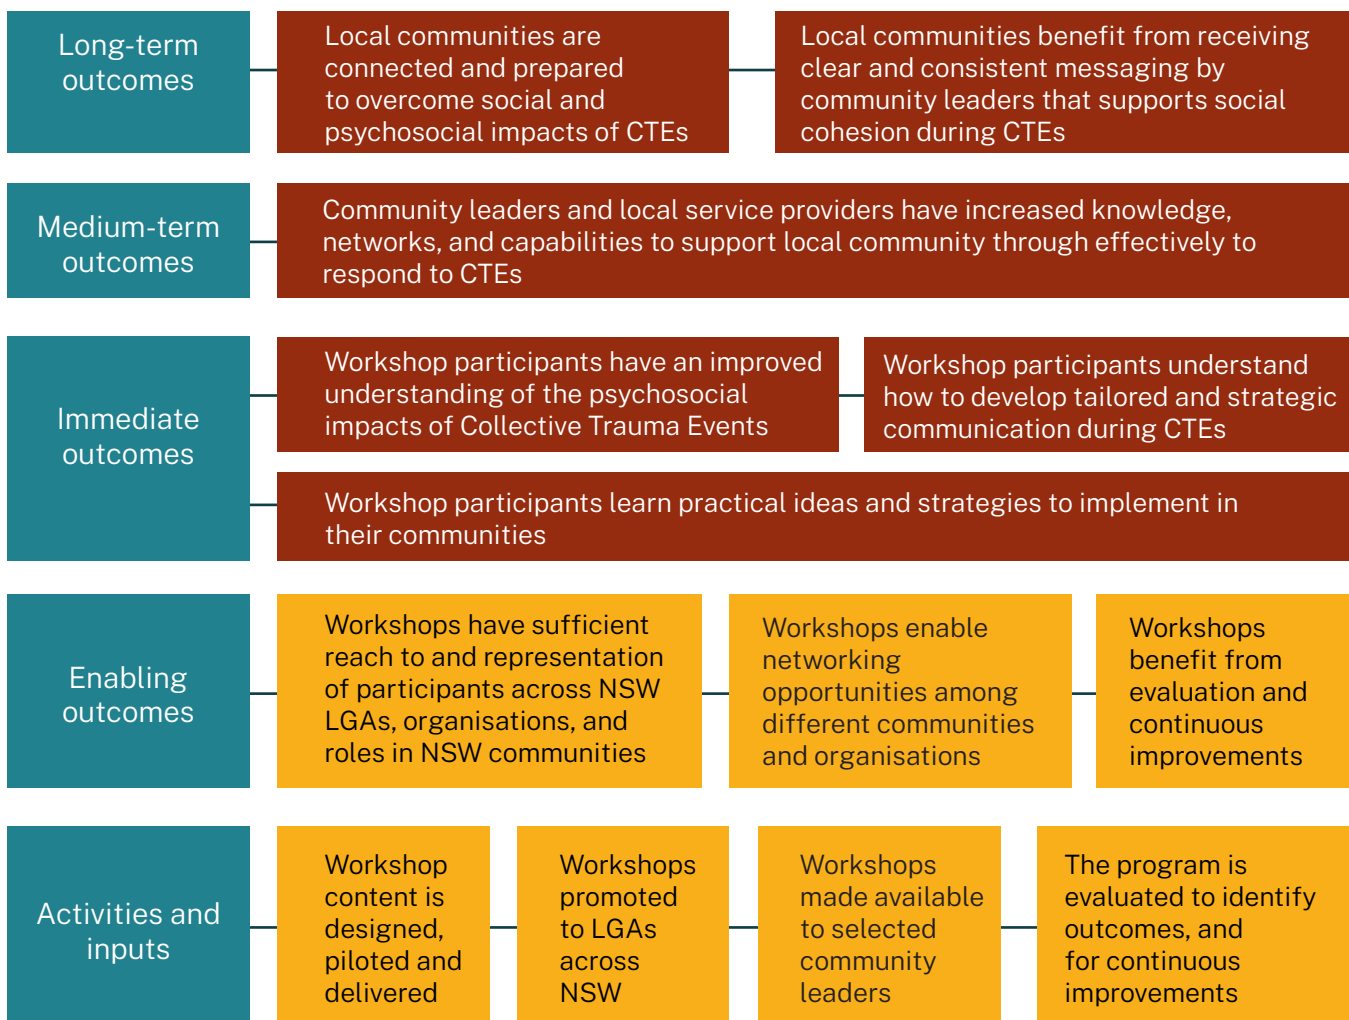 Long-term
outcomes
Local communities are
connected and prepared
to overcome social and
psychosocial impacts of CTEs
Local communities benefit from receiving
clear and consistent messaging by
community leaders that supports social
cohesion during CTEs
Medium-term
outcomes
Community leaders and local service providers have increased knowledge,
networks, and capabilities to support local community through effectively to
respond to CTEs
Immediate
outcomes
Workshop participants have an improved
understanding of the psychosocial
impacts of Collective Trauma Events
Workshop participants understand
how to develop tailored and strategic
communication during CTEs
Workshop participants learn practical ideas and strategies to implement in
their communities
Enabling
outcomes
Workshops have sufficient
reach to and representation
of participants across NSW
LGAs, organisations, and
roles in NSW communities
Workshops enable
networking
opportunities among
different communities
and organisations
Workshops
benefit from
evaluation and
continuous
improvements
Activities and
inputs
Workshop
content is
designed,
piloted and
delivered
Workshops
promoted
to LGAs
across
NSW
Workshops
made available
to selected
community
leaders
The program is
evaluated to identify
outcomes, and
for continuous
improvements